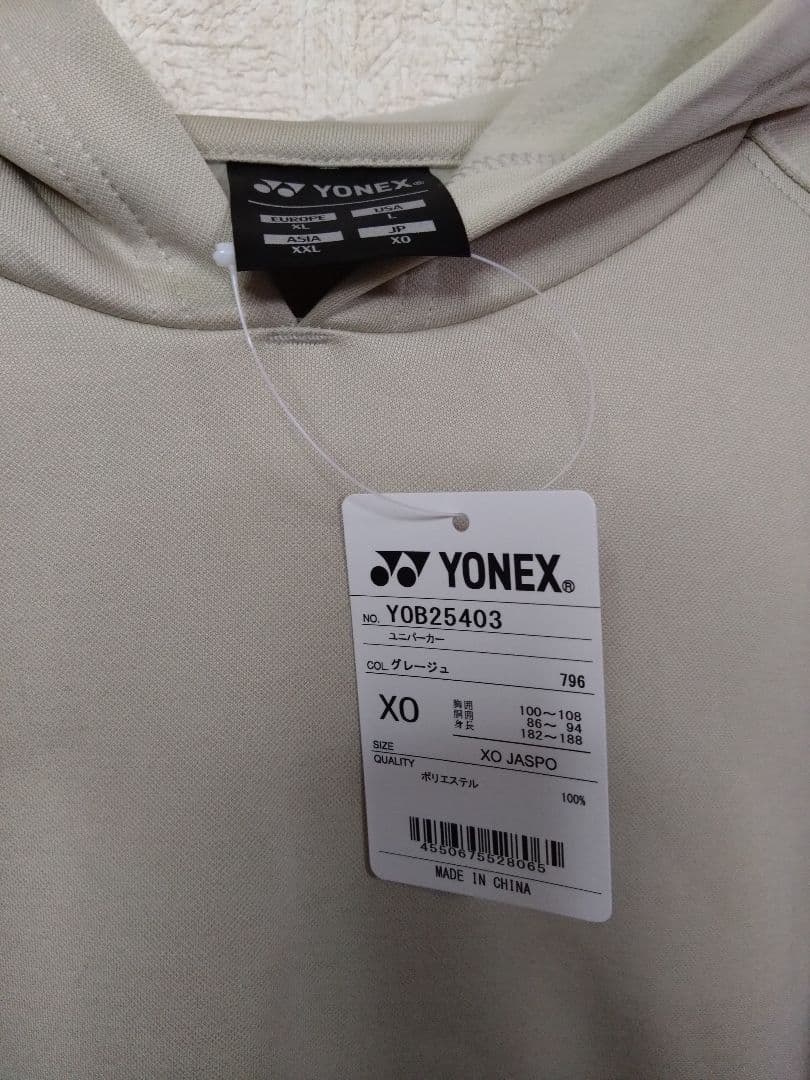 YONEX®
EUROPE USA
XL L
ASIA JP
XXL XO
YONEX®
NO. YOB25403
ユニパーカー
COL. グレージュ 796
XO
胸囲 100〜108
胴囲 86〜 94
身長 182〜188
SIZE XO JASPO
QUALITY
ポリエステル 100%
4550675528065
MADE IN CHINA